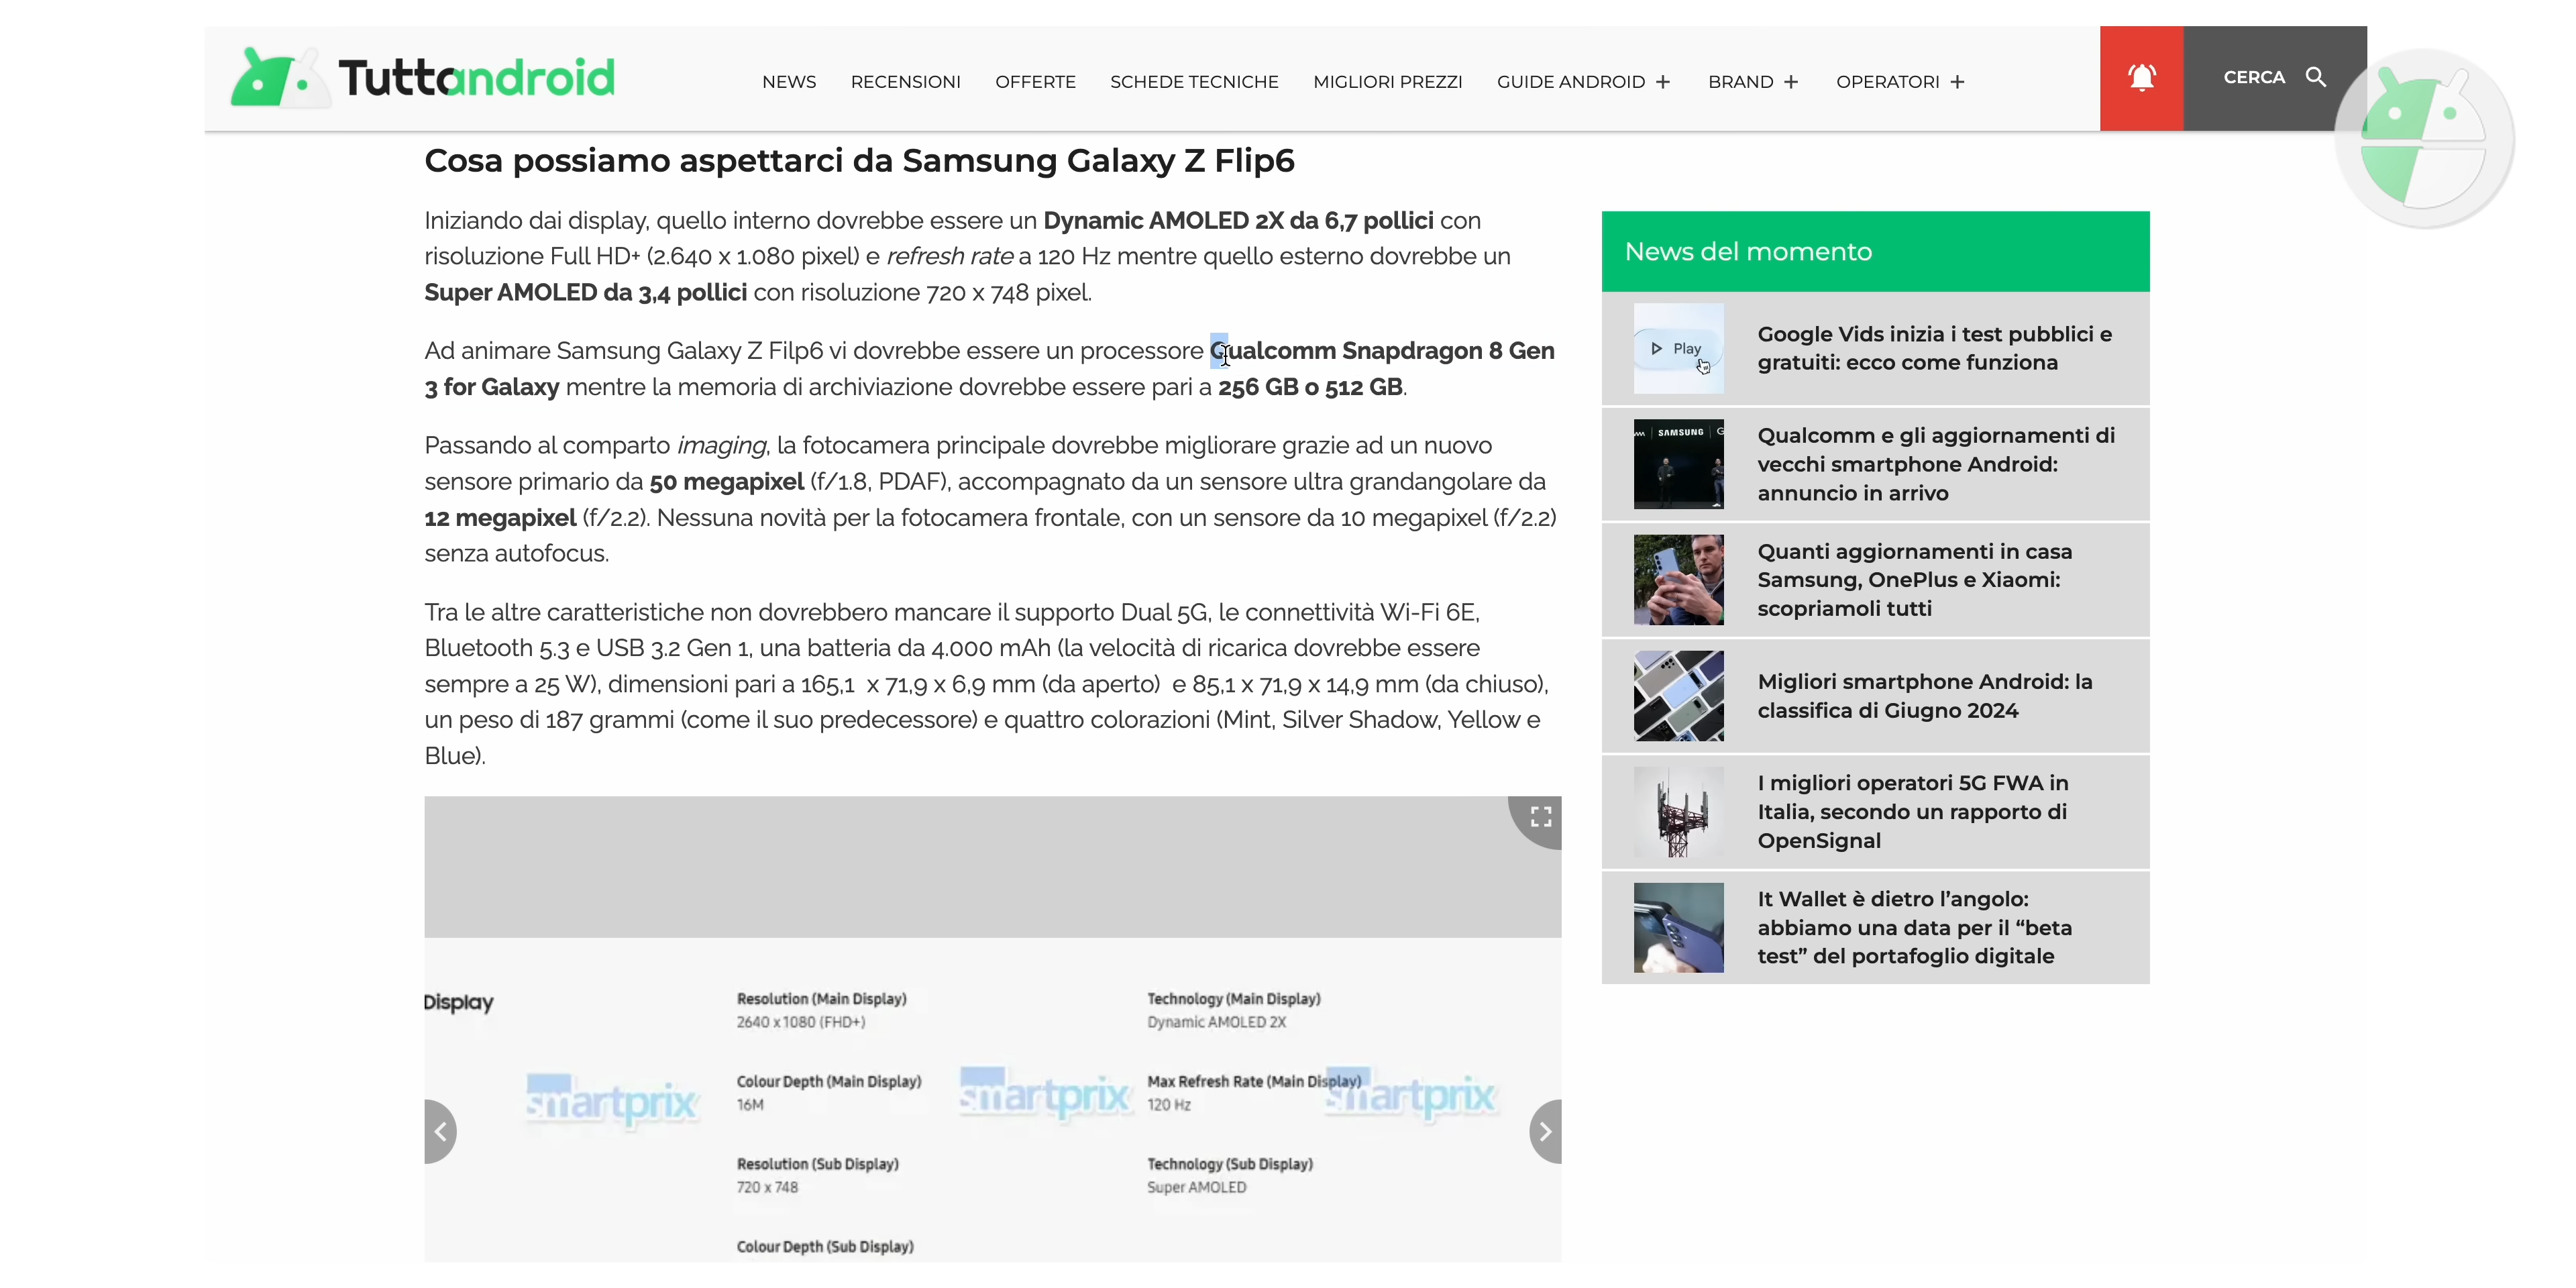 Tuttoandroid
NEWS
RECENSIONI
OFFERTE
SCHEDE TECNICHE
MIGLIORI PREZZI
GUIDE ANDROID +
BRAND +
OPERATORI +
CERCA
Cosa possiamo aspettarci da Samsung Galaxy Z Flip6
Iniziando dai display, quello interno dovrebbe essere un Dynamic AMOLED 2X da 6,7 pollici con
risoluzione Full HD+ (2.640 x 1.080 pixel) e refresh rate a 120 Hz mentre quello esterno dovrebbe un
Super AMOLED da 3,4 pollici con risoluzione 720 x 748 pixel.
Ad animare Samsung Galaxy Z Filp6 vi dovrebbe essere un processore Qualcomm Snapdragon 8 Gen
3 for Galaxy mentre la memoria di archiviazione dovrebbe essere pari a 256 GB o 512 GB.
Passando al comparto imaging, la fotocamera principale dovrebbe migliorare grazie ad un nuovo
sensore primario da 50 megapixel (f/1.8, PDAF), accompagnato da un sensore ultra grandangolare da
12 megapixel (f/2.2). Nessuna novità per la fotocamera frontale, con un sensore da 10 megapixel (f/2.2)
senza autofocus.
Tra le altre caratteristiche non dovrebbero mancare il supporto Dual 5G, le connettività Wi-Fi 6E,
Bluetooth 5.3 e USB 3.2 Gen 1, una batteria da 4.000 mAh (la velocità di ricarica dovrebbe essere
sempre a 25 W), dimensioni pari a 165,1 x 71,9 x 6,9 mm (da aperto) e 85,1 x 71,9 x 14,9 mm (da chiuso),
un peso di 187 grammi (come il suo predecessore) e quattro colorazioni (Mint, Silver Shadow, Yellow e
Blue).
Display
Resolution (Main Display)
2640 x 1080 (FHD+)
Technology (Main Display)
Dynamic AMOLED 2X
Colour Depth (Main Display)
16M
Max Refresh Rate (Main Display)
120 Hz
smartprix
smartprix
smartprix
Resolution (Sub Display)
720 x 748
Technology (Sub Display)
Super AMOLED
Colour Depth (Sub Display)
News del momento
Play
Google Vids inizia i test pubblici e
gratuiti: ecco come funziona
SAMSUNG
Qualcomm e gli aggiornamenti di
vecchi smartphone Android:
annuncio in arrivo
Quanti aggiornamenti in casa
Samsung, OnePlus e Xiaomi:
scopriamoli tutti
Migliori smartphone Android: la
classifica di Giugno 2024
I migliori operatori 5G FWA in
Italia, secondo un rapporto di
OpenSignal
It Wallet è dietro l’angolo:
abbiamo una data per il “beta
test” del portafoglio digitale